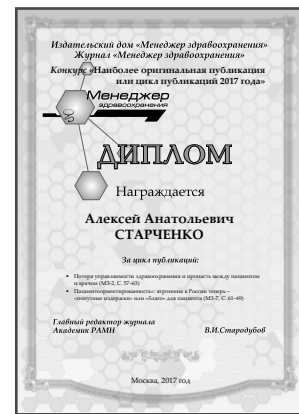 Издательский дом «Менеджер здравоохранения»
Журнал «Менеджер здравоохранения»
Конкурс «Наиболее оригинальная публикация
или цикл публикаций 2017 года»
Менеджер
здравоохранения
ДИПЛОМ
Награждается
Алексей Анатольевич
СТАРЧЕНКО
За цикл публикаций:
• Потеря управляемости здравоохранения и пропасть между пациентом
и врачом (МЗ-2, С. 57–63)
• Пациентоориентированность: ятрогения в России теперь –
«попутные издержки» или «благо» для пациента (МЗ-7, С. 61–69)
Главный редактор журнала
Академик РАМН В.И.Стародубов
Москва, 2017 год